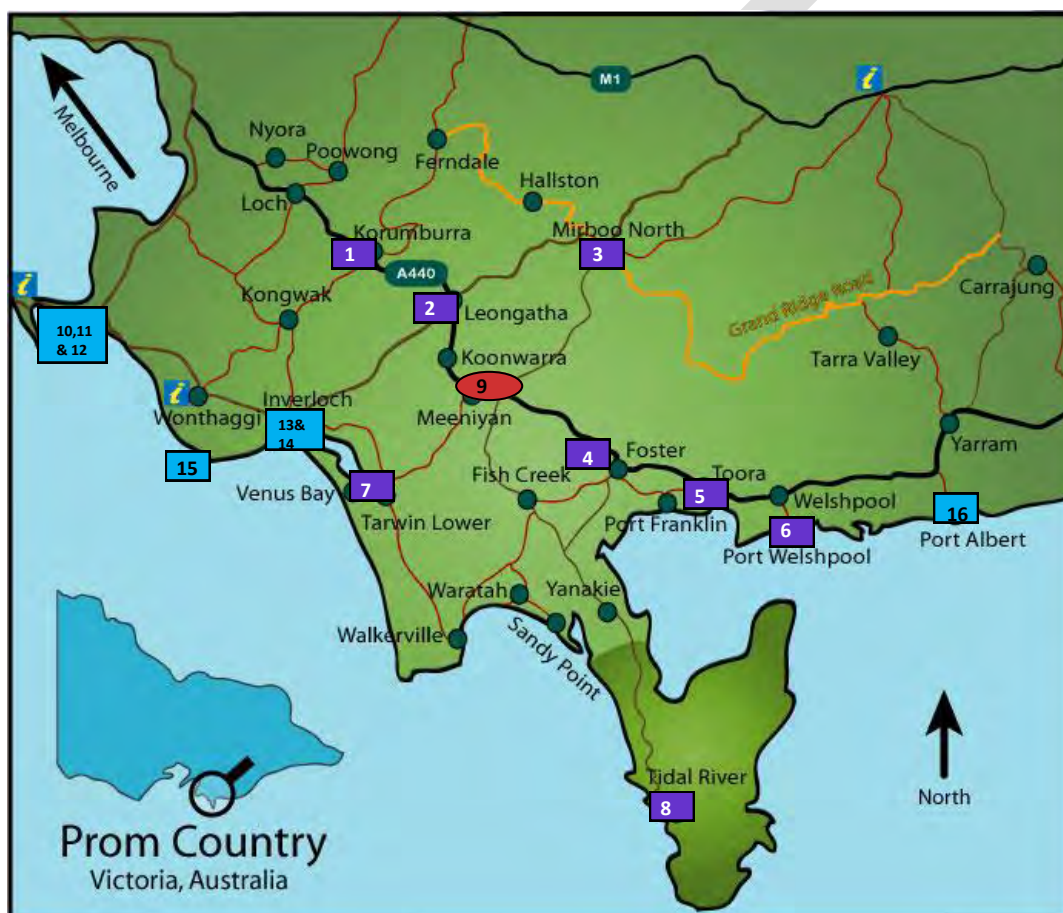 M1
i
Melbourne
Nyora
Poowong
Ferndale
Hallston
Loch
Korumburra
Mirboo North
1
3
A440
i
Kongwak
2
Leongatha
Grand Ridge Road
Carrajung
10,11
& 12
Koonwarra
Tarra Valley
i
Wonthaggi
Inverloch
9
Meeniyan
13&
14
Yarram
15
4
Foster
Fish Creek
Toora
Venus Bay
7
5
Welshpool
Tarwin Lower
Port Franklin
16
6
Port Albert
Port Welshpool
Waratah
Yanakie
Walkerville
Sandy Point
Tidal River
8
North
Prom Country
Victoria, Australia